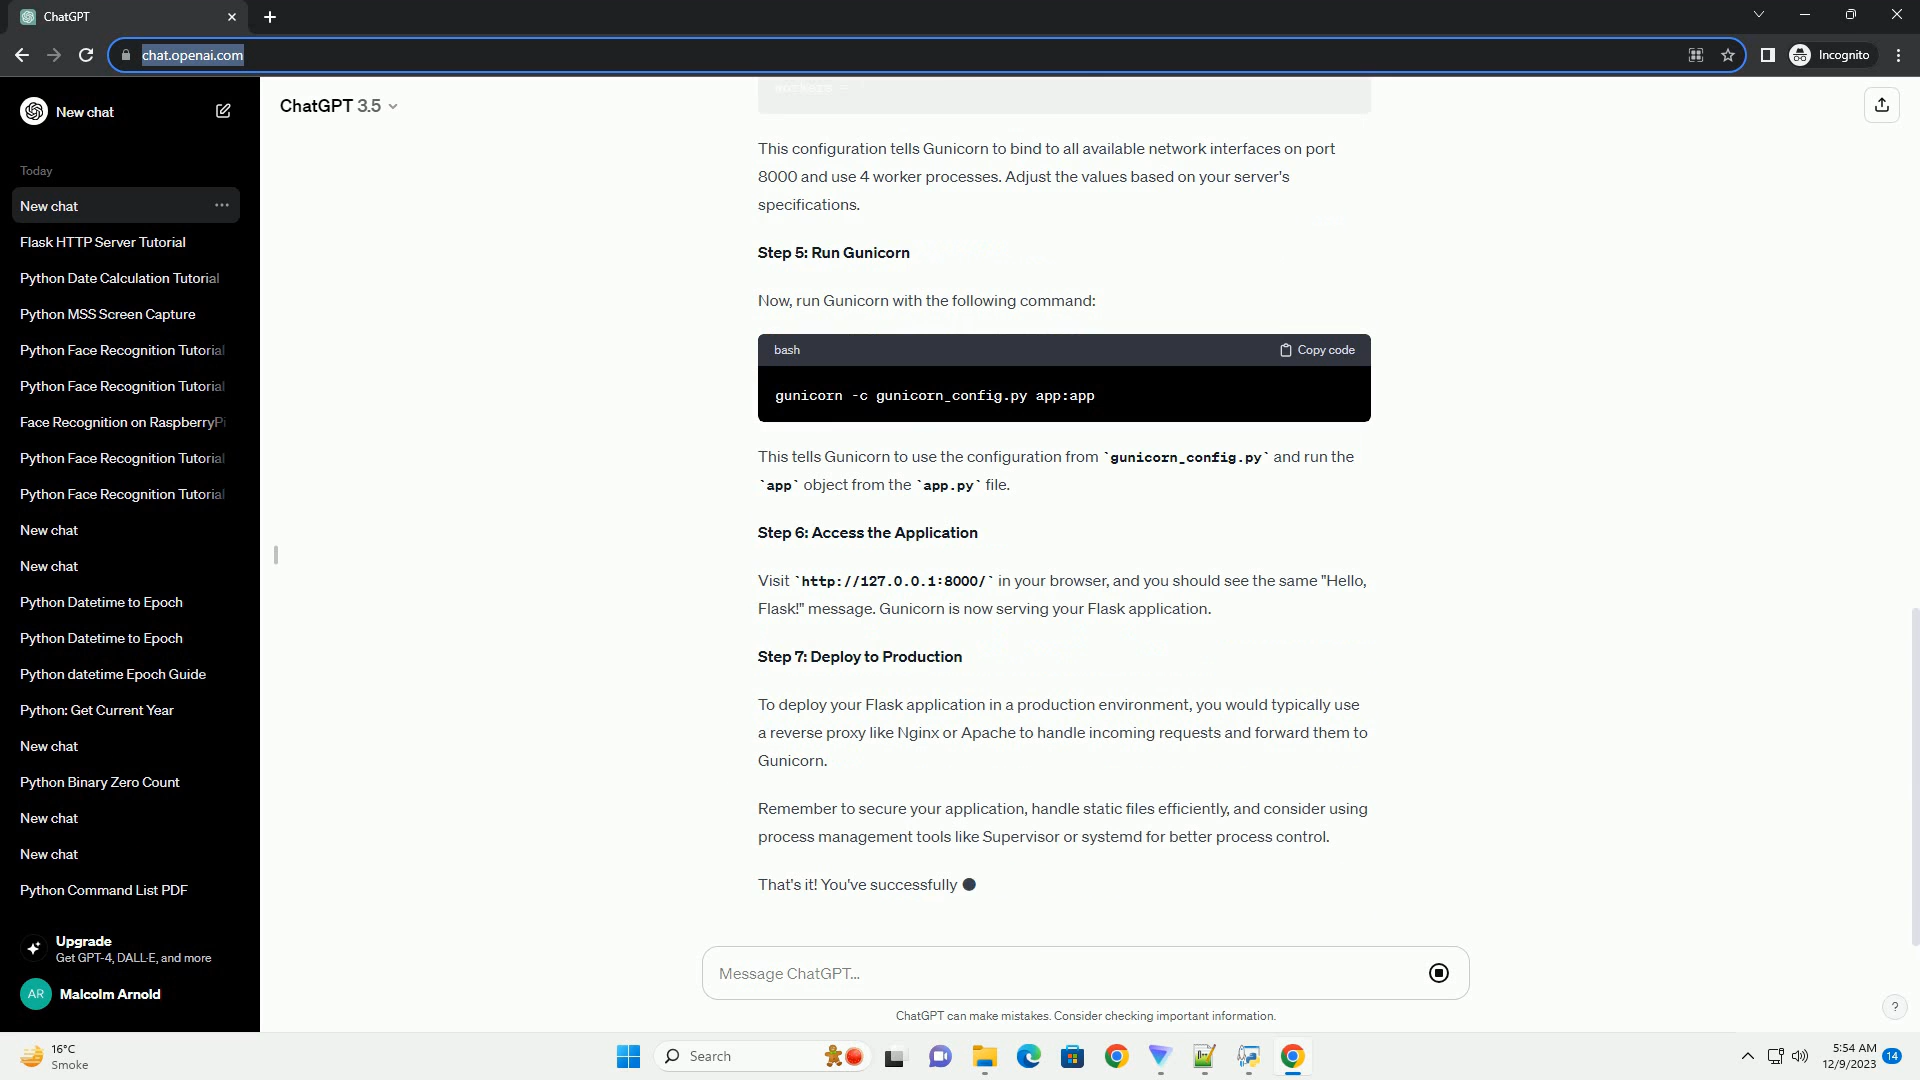 ChatGPT
chat.openai.com
Incognito
New chat
Today
New chat
Flask HTTP Server Tutorial
Python Date Calculation Tutorial
Python MSS Screen Capture
Python Face Recognition Tutorial
Python Face Recognition Tutorial
Face Recognition on RaspberryPi
Python Face Recognition Tutorial
Python Face Recognition Tutorial
New chat
New chat
Python Datetime to Epoch
Python Datetime to Epoch
Python datetime Epoch Guide
Python: Get Current Year
New chat
Python Binary Zero Count
New chat
New chat
Python Command List PDF
Upgrade
Get GPT-4, DALL·E, and more
AR Malcolm Arnold
ChatGPT 3.5
workers =
This configuration tells Gunicorn to bind to all available network interfaces on port
8000 and use 4 worker processes. Adjust the values based on your server's
specifications.
Step 5: Run Gunicorn
Now, run Gunicorn with the following command:
bash Copy code
gunicorn -c gunicorn_config.py app:app
This tells Gunicorn to use the configuration from `gunicorn_config.py` and run the
`app` object from the `app.py` file.
Step 6: Access the Application
Visit `http://127.0.0.1:8000/` in your browser, and you should see the same "Hello,
Flask!" message. Gunicorn is now serving your Flask application.
Step 7: Deploy to Production
To deploy your Flask application in a production environment, you would typically use
a reverse proxy like Nginx or Apache to handle incoming requests and forward them to
Gunicorn.
Remember to secure your application, handle static files efficiently, and consider using
process management tools like Supervisor or systemd for better process control.
That's it! You've successfully
Message ChatGPT...
ChatGPT can make mistakes. Consider checking important information.
?
16°C
Smoke
Search
5:54 AM
12/9/2023
14